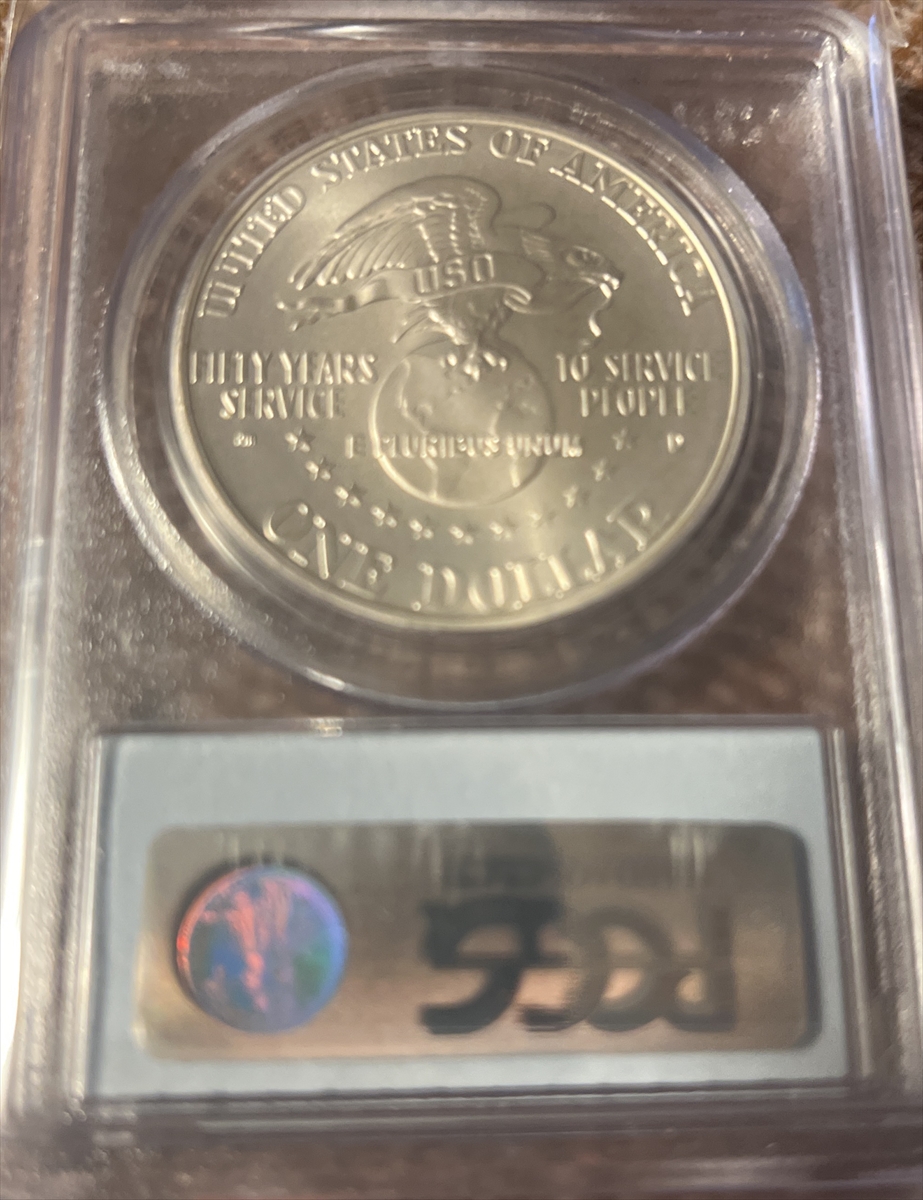 UNITED STATES OF AMERICA
USO
FIFTY YEARS
SERVICE
TO SERVICE
PEOPLE
E PLURIBUS UNUM
D
ONE DOLLAR